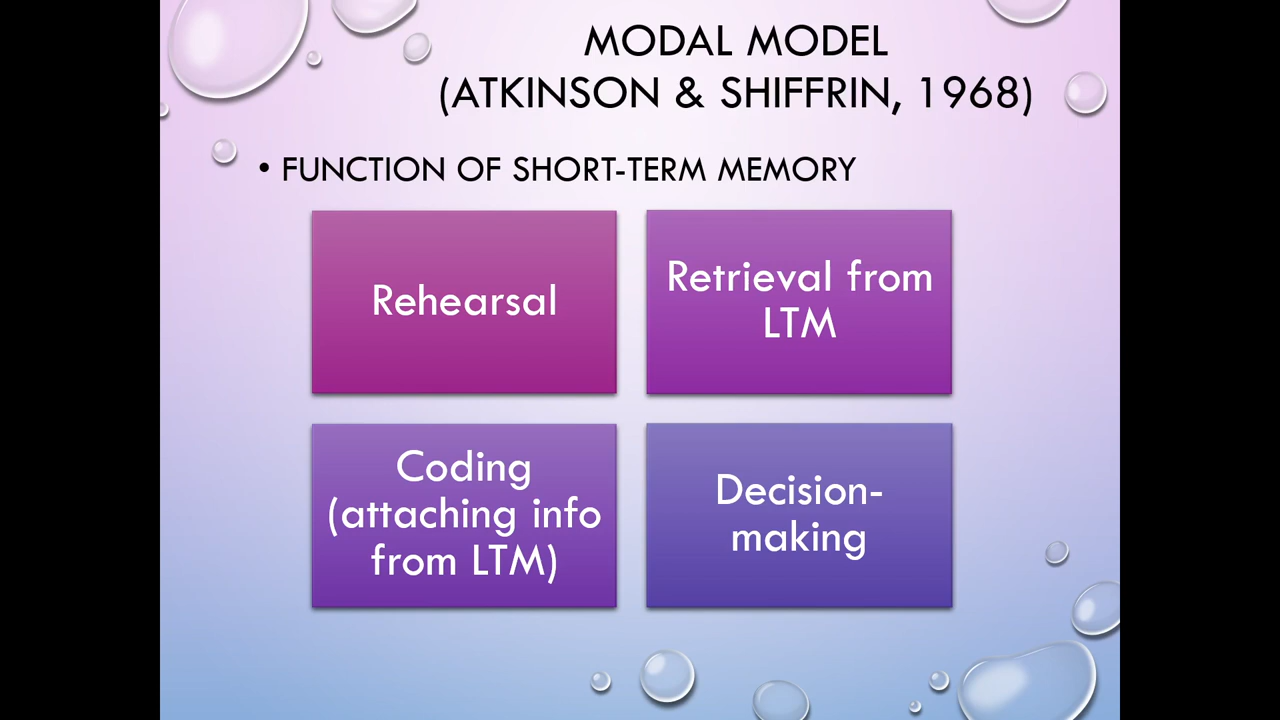 MODAL MODEL
(ATKINSON & SHIFFRIN, 1968)
• FUNCTION OF SHORT-TERM MEMORY
Rehearsal
Retrieval from
LTM
Coding
(attaching info
from LTM)
Decision-
making